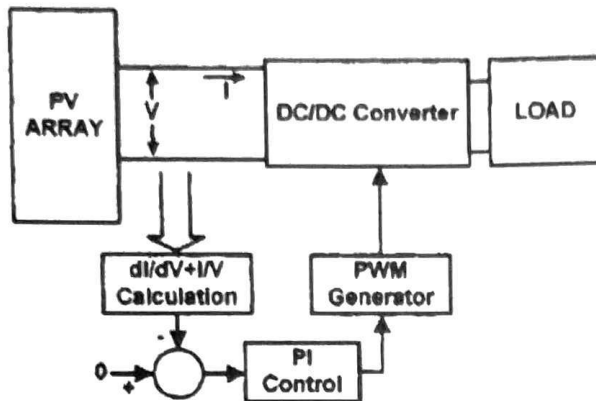 PV
ARRAY
V
I
DC/DC Converter
LOAD
dI/dV+I/V
Calculation
PWM
Generator
-
0
+
PI
Control